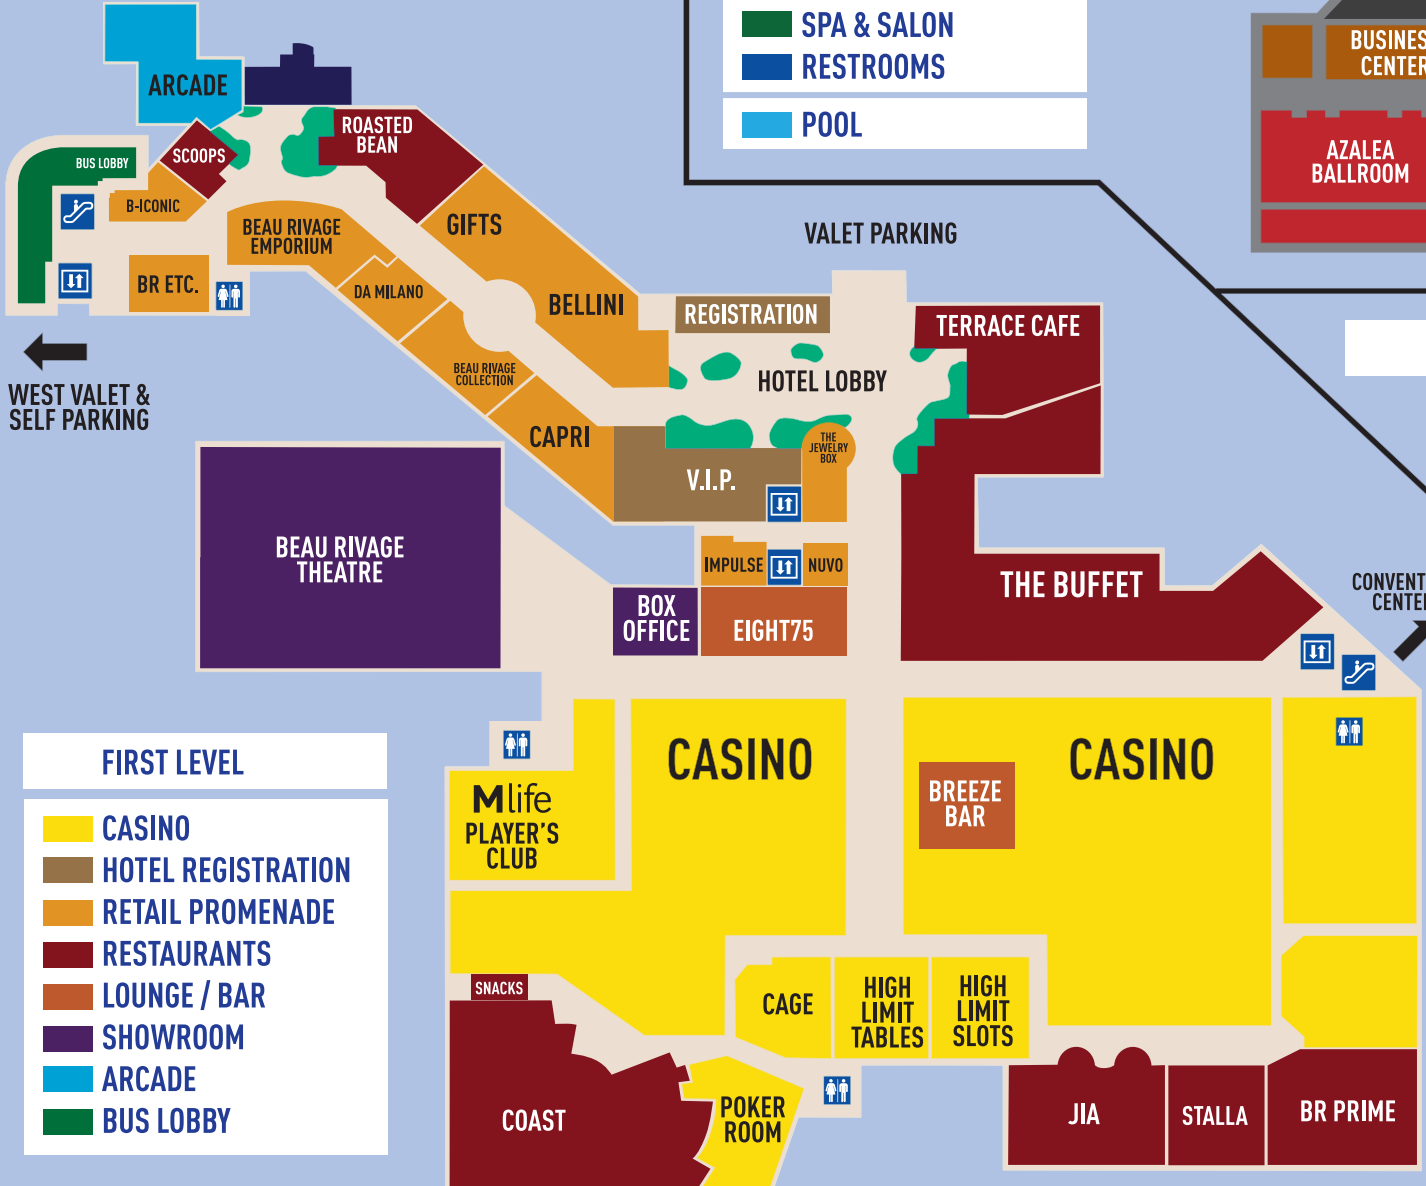 SPA & SALON
RESTROOMS
POOL
BUSINES
CENTER
AZALEA
BALLROOM
ARCADE
ROASTED
BEAN
SCOOPS
BUS LOBBY
B-ICONIC
GIFTS
BEAU RIVAGE
EMPORIUM
VALET PARKING
BR ETC.
DA MILANO
BELLINI
REGISTRATION
TERRACE CAFE
BEAU RIVAGE
COLLECTION
HOTEL LOBBY
WEST VALET &
SELF PARKING
CAPRI
THE
JEWELRY
BOX
V.I.P.
BEAU RIVAGE
THEATRE
IMPULSE
NUVO
THE BUFFET
CONVENT
CENTE
BOX
OFFICE
EIGHT75
CASINO
CASINO
BREEZE
BAR
Mlife
PLAYER'S
CLUB
FIRST LEVEL
CASINO
HOTEL REGISTRATION
RETAIL PROMENADE
RESTAURANTS
LOUNGE / BAR
SHOWROOM
ARCADE
BUS LOBBY
SNACKS
CAGE
HIGH
LIMIT
TABLES
HIGH
LIMIT
SLOTS
COAST
POKER
ROOM
JIA
STALLA
BR PRIME